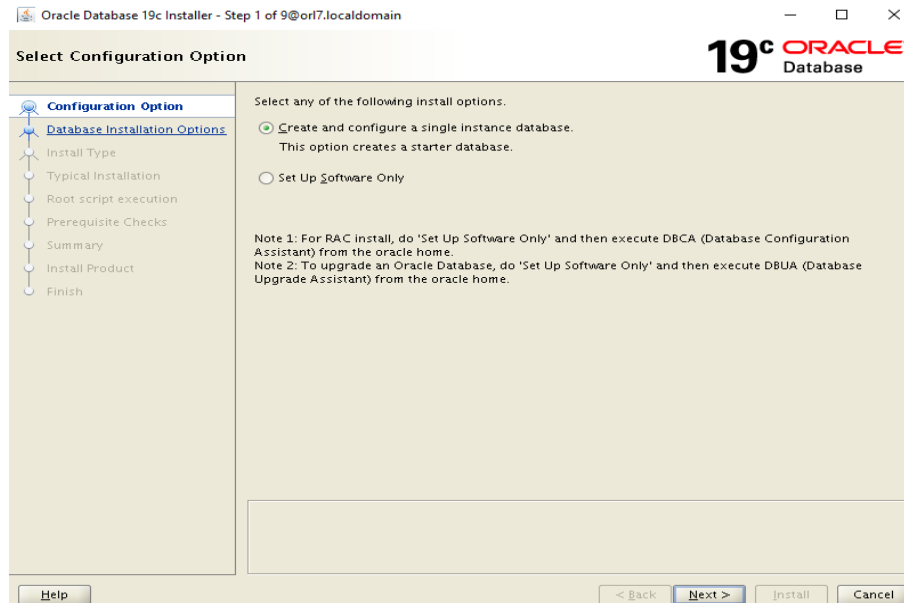 Oracle Database 19c Installer - Step 1 of 9@orl7.localdomain
Select Configuration Option
19c ORACLE
Database
Configuration Option
Database Installation Options
Install Type
Typical Installation
Root script execution
Prerequisite Checks
Summary
Install Product
Finish
Select any of the following install options.
Create and configure a single instance database.
This option creates a starter database.
Set Up Software Only
Note 1: For RAC install, do 'Set Up Software Only' and then execute DBCA (Database Configuration
Assistant) from the oracle home.
Note 2: To upgrade an Oracle Database, do 'Set Up Software Only' and then execute DBUA (Database
Upgrade Assistant) from the oracle home.
Help
< Back
Next >
Install
Cancel